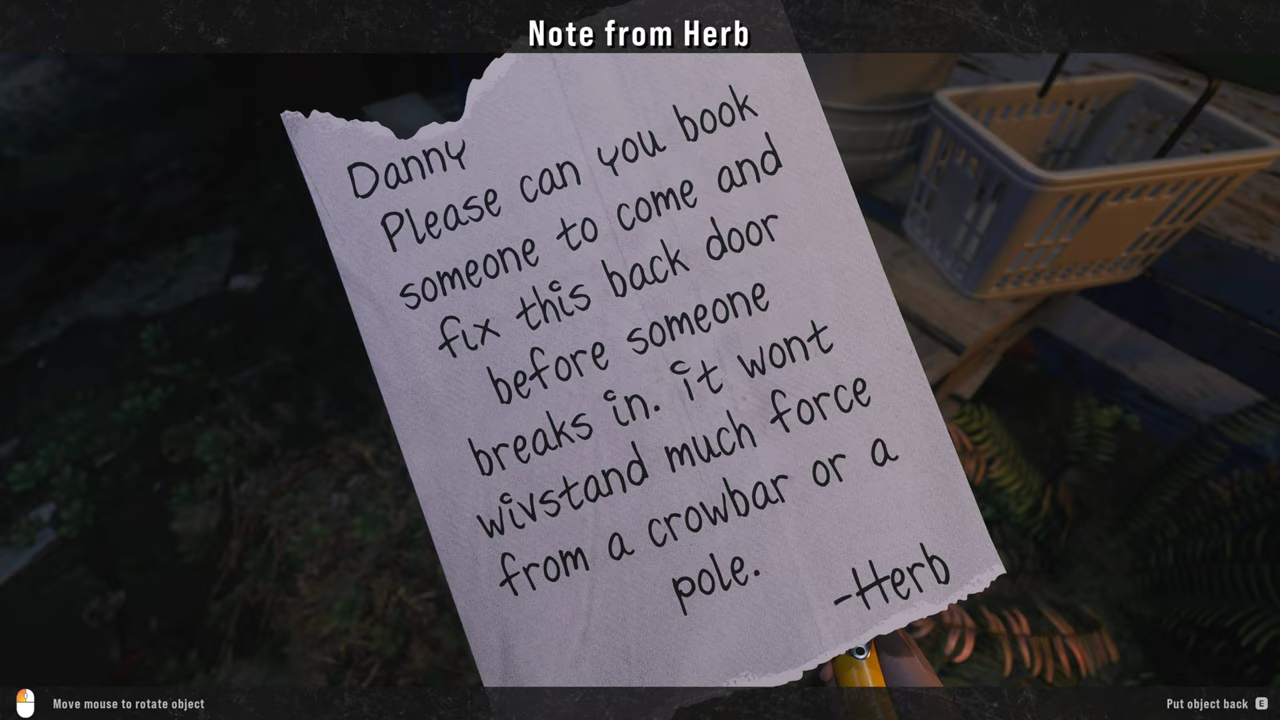 Note from Herb
Danny
Please can you book
someone to come and
fix this back door
before someone
breaks in. it wont
wivstand much force
from a crowbar or a
pole.
-Herb
Move mouse to rotate object
Put object back E